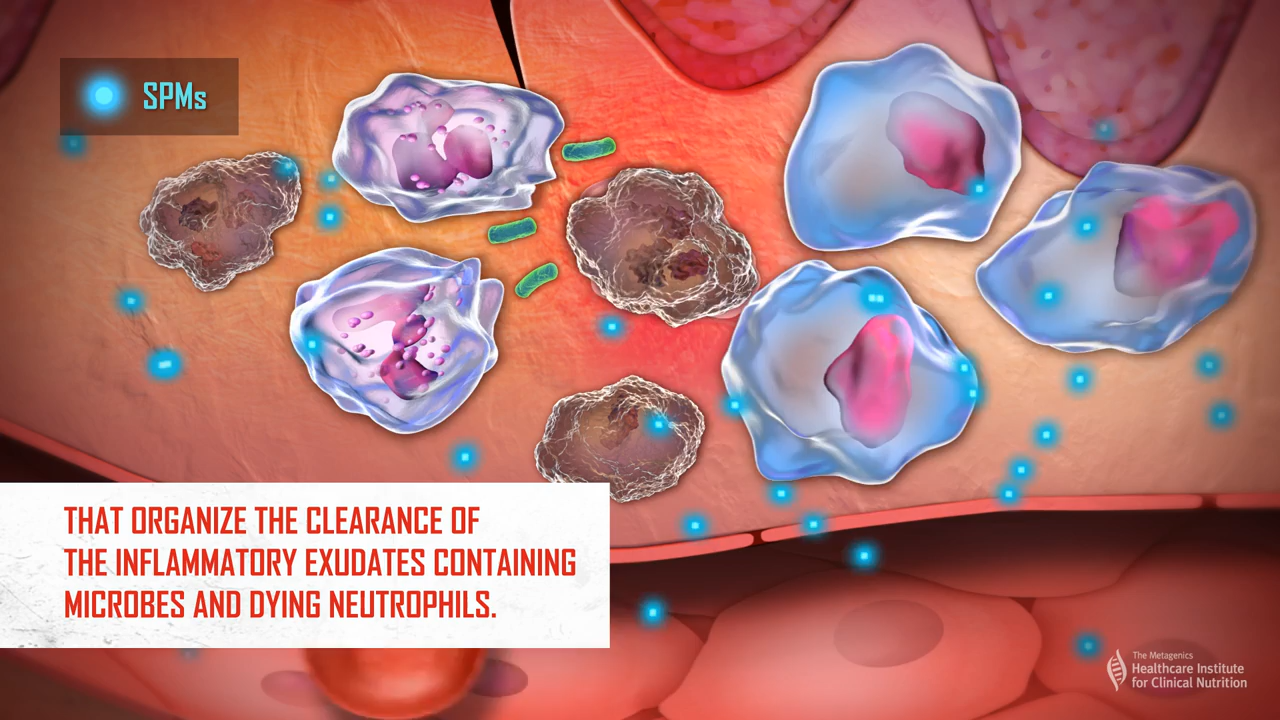 SPMs
THAT ORGANIZE THE CLEARANCE OF
THE INFLAMMATORY EXUDATES CONTAINING
MICROBES AND DYING NEUTROPHILS.
The Metagenics
Healthcare Institute
for Clinical Nutrition